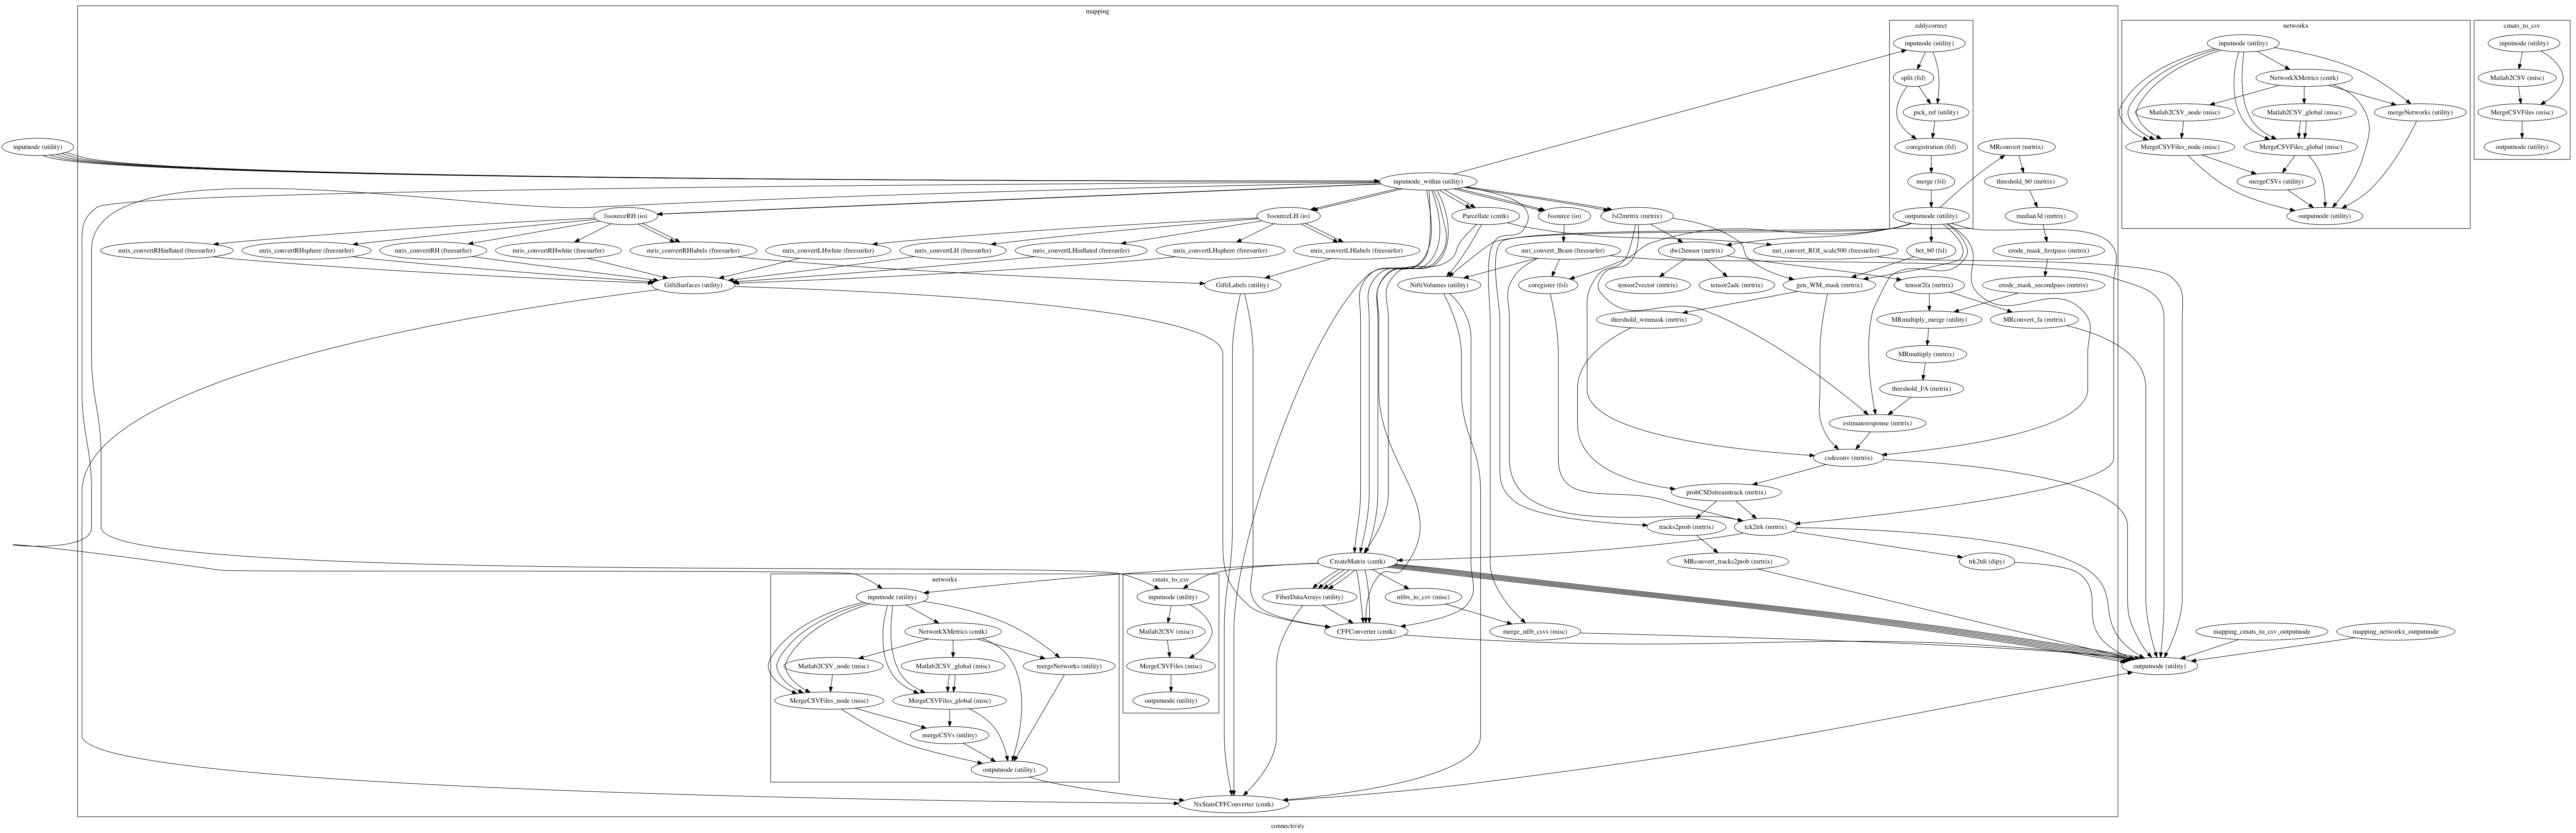 mapping
eddycorrect
networkx
cmats_to_csv
inputnode (utility)
inputnode (utility)
inputnode (utility)
split (fsl)
NetworkXMetrics (cmtk)
Matlab2CSV (misc)
pick_ref (utility)
Matlab2CSV_node (misc)
Matlab2CSV_global (misc)
mergeNetworks (utility)
MergeCSVFiles (misc)
inputnode (utility)
coregistration (fsl)
MRconvert (mrtrix)
MergeCSVFiles_node (misc)
MergeCSVFiles_global (misc)
outputnode (utility)
inputnode_within (utility)
merge (fsl)
threshold_b0 (mrtrix)
mergeCSVs (utility)
fssourceRH (io)
fssourceLH (io)
Parcellate (cmtk)
fssource (io)
fsl2mrtrix (mrtrix)
outputnode (utility)
median3d (mrtrix)
outputnode (utility)
mris_convertRHinflated (freesurfer)
mris_convertRHsphere (freesurfer)
mris_convertRH (freesurfer)
mris_convertRHwhite (freesurfer)
mris_convertRHlabels (freesurfer)
mris_convertLHwhite (freesurfer)
mris_convertLH (freesurfer)
mris_convertLHinflated (freesurfer)
mris_convertLHsphere (freesurfer)
mris_convertLHlabels (freesurfer)
mri_convert_Brain (freesurfer)
dwi2tensor (mrtrix)
mri_convert_ROI_scale500 (freesurfer)
bet_b0 (fsl)
erode_mask_firstpass (mrtrix)
GiftiSurfaces (utility)
GiftiLabels (utility)
NiftiVolumes (utility)
coregister (fsl)
tensor2vector (mrtrix)
tensor2adc (mrtrix)
gen_WM_mask (mrtrix)
tensor2fa (mrtrix)
erode_mask_secondpass (mrtrix)
threshold_wmmask (mrtrix)
MRmultiply_merge (utility)
MRconvert_fa (mrtrix)
MRmultiply (mrtrix)
threshold_FA (mrtrix)
estimateresponse (mrtrix)
csdeconv (mrtrix)
probCSDstreamtrack (mrtrix)
tracks2prob (mrtrix)
tck2trk (mrtrix)
CreateMatrix (cmtk)
MRconvert_tracks2prob (mrtrix)
trk2tdi (dipy)
networkx
cmats_to_csv
inputnode (utility)
inputnode (utility)
FiberDataArrays (utility)
nfibs_to_csv (misc)
NetworkXMetrics (cmtk)
Matlab2CSV (misc)
CFFConverter (cmtk)
merge_nfib_csvs (misc)
mapping_cmats_to_csv_outputnode
mapping_networkx_outputnode
Matlab2CSV_node (misc)
Matlab2CSV_global (misc)
mergeNetworks (utility)
MergeCSVFiles (misc)
outputnode (utility)
MergeCSVFiles_node (misc)
MergeCSVFiles_global (misc)
outputnode (utility)
mergeCSVs (utility)
outputnode (utility)
NxStatsCFFConverter (cmtk)
connectivity